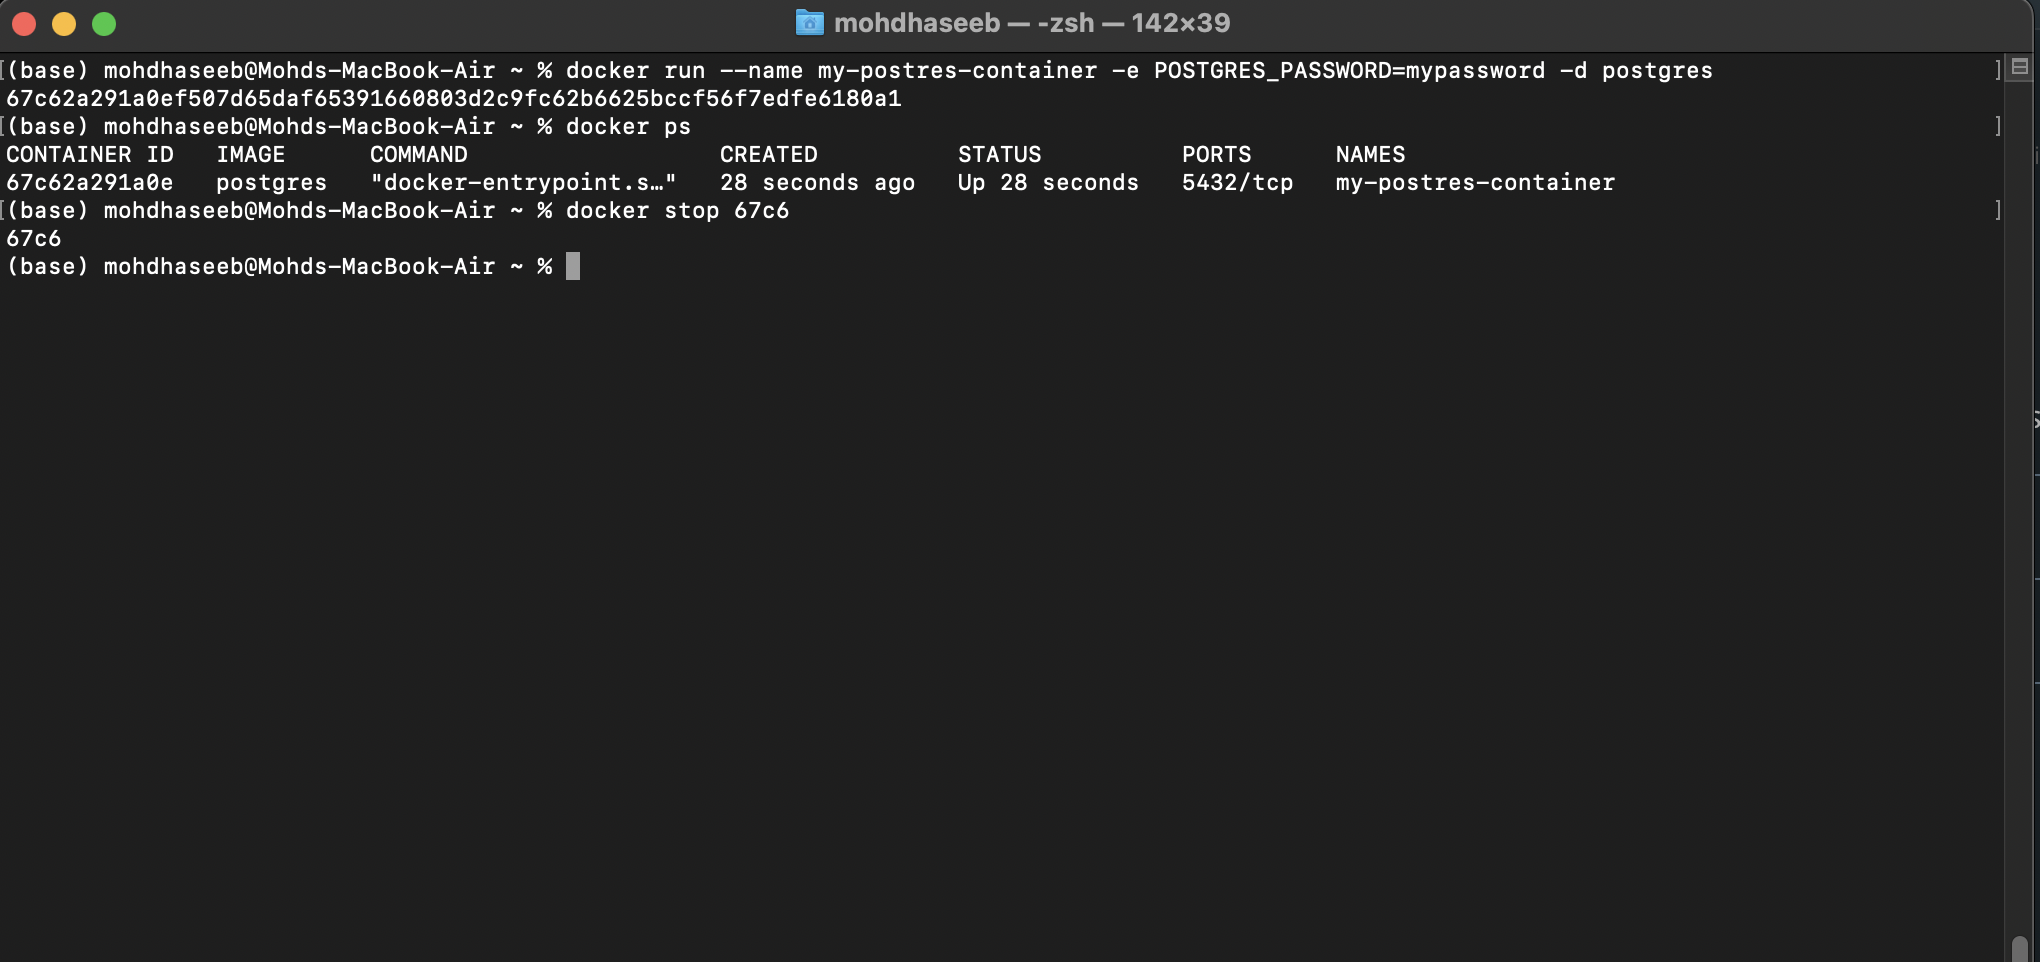 mohdhaseeb — -zsh — 142×39
[(base) mohdhaseeb@Mohds-MacBook-Air ~ % docker run --name my-postres-container -e POSTGRES_PASSWORD=mypassword -d postgres ]
67c62a291a0ef507d65daf65391660803d2c9fc62b6625bccf56f7edfe6180a1
[(base) mohdhaseeb@Mohds-MacBook-Air ~ % docker ps ]
CONTAINER ID   IMAGE      COMMAND                  CREATED          STATUS          PORTS      NAMES
67c62a291a0e   postgres   "docker-entrypoint.s…"   28 seconds ago   Up 28 seconds   5432/tcp   my-postres-container
[(base) mohdhaseeb@Mohds-MacBook-Air ~ % docker stop 67c6 ]
67c6
(base) mohdhaseeb@Mohds-MacBook-Air ~ %